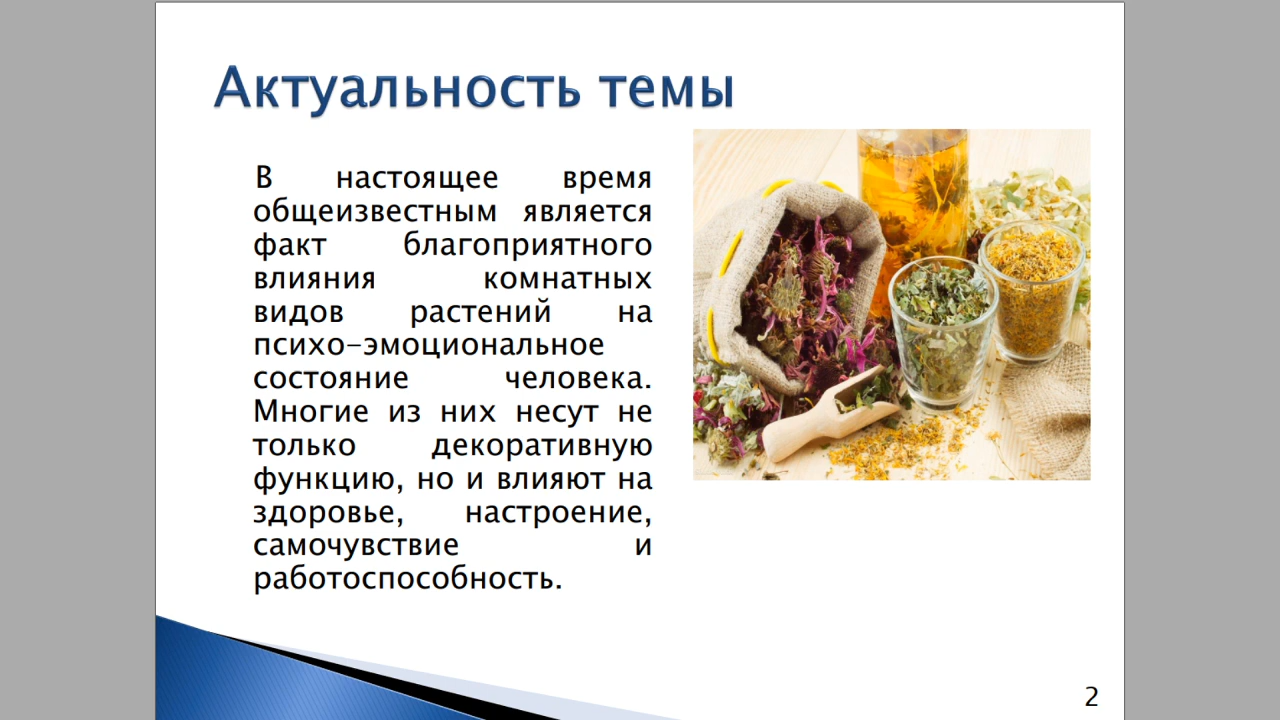 Актуальность темы
В настоящее время
общеизвестным является
факт благоприятного
влияния комнатных
видов растений на
психо-эмоциональное
состояние человека.
Многие из них несут не
только декоративную
функцию, но и влияют на
здоровье, настроение,
самочувствие и
работоспособность.
2